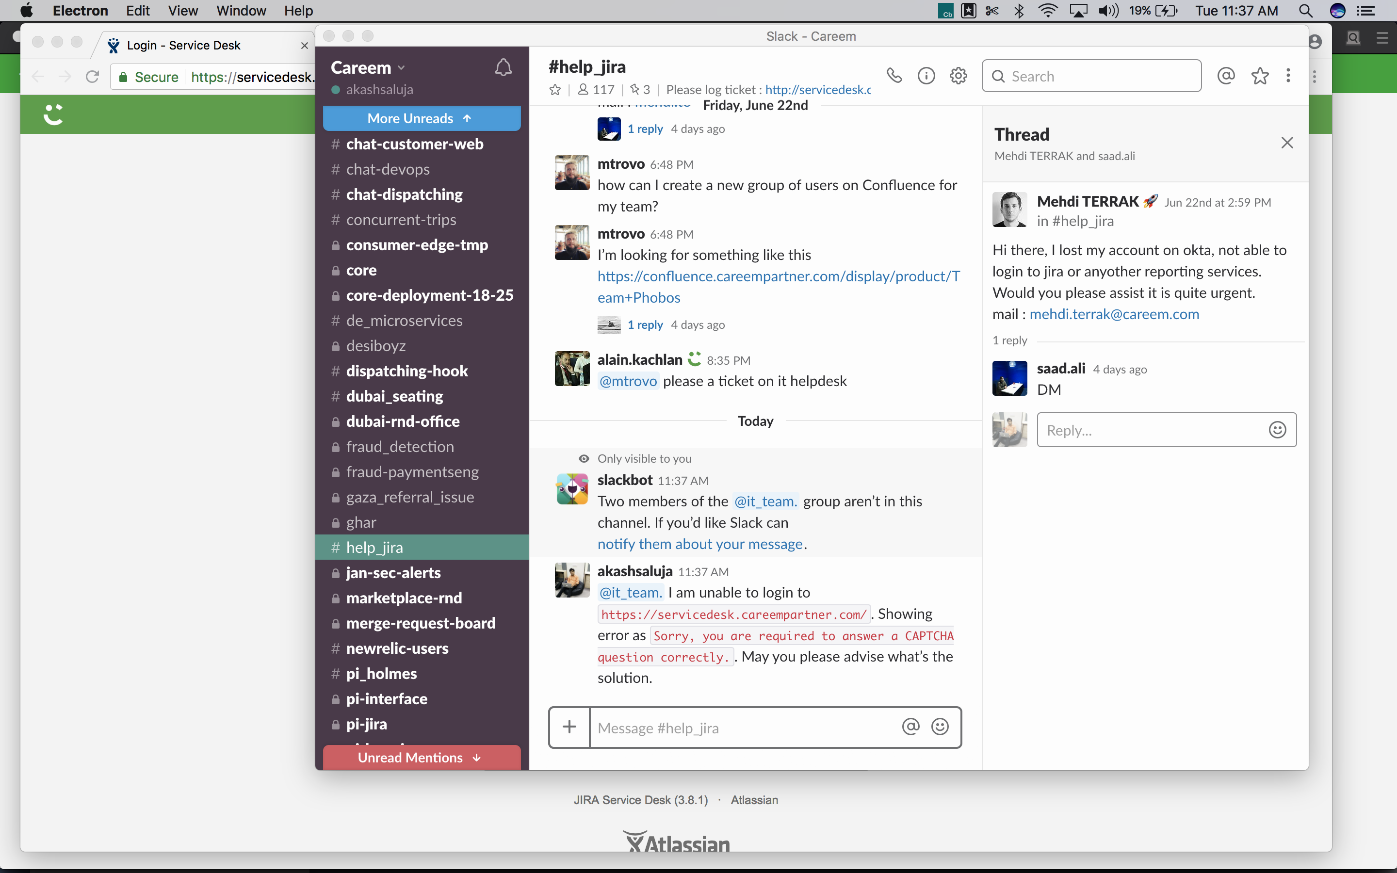 Electron Edit View Window Help
19% Tue 11:37 AM
Login - Service Desk
Secure https://servicedesk.
Slack - Careem
Careem
akashsaluja
More Unreads ↑
# chat-customer-web
# chat-devops
# chat-dispatching
# concurrent-trips
consumer-edge-tmp
core
core-deployment-18-25
# de_microservices
desiboyz
# dispatching-hook
# dubai_seating
dubai-rnd-office
fraud_detection
fraud-paymentseng
gaza_referral_issue
ghar
# help_jira
jan-sec-alerts
marketplace-rnd
merge-request-board
# newrelic-users
# pi_holmes
pi-interface
pi-jira
Unread Mentions ↓
#help_jira
117 | 3 | Please log ticket : http://servicedesk.c
Search
Friday, June 22nd
1 reply 4 days ago
mtrovo 6:48 PM
how can I create a new group of users on Confluence for
my team?
mtrovo 6:48 PM
I'm looking for something like this
https://confluence.careempartner.com/display/product/T
eam+Phobos
1 reply 4 days ago
alain.kachlan 8:35 PM
@mtrovo please a ticket on it helpdesk
Today
Only visible to you
slackbot 11:37 AM
Two members of the @it_team. group aren't in this
channel. If you'd like Slack can
notify them about your message.
akashsaluja 11:37 AM
@it_team. I am unable to login to
https://servicedesk.careempartner.com/. Showing
error as Sorry, you are required to answer a CAPTCHA
question correctly. . May you please advise what's the
solution.
Message #help_jira
Thread
Mehdi TERRAK and saad.ali
Mehdi TERRAK 🚀 Jun 22nd at 2:59 PM
in #help_jira
Hi there, I lost my account on okta, not able to
login to jira or anyother reporting services.
Would you please assist it is quite urgent.
mail : mehdi.terrak@careem.com
1 reply
saad.ali 4 days ago
DM
Reply...
JIRA Service Desk (3.8.1) · Atlassian
Atlassian